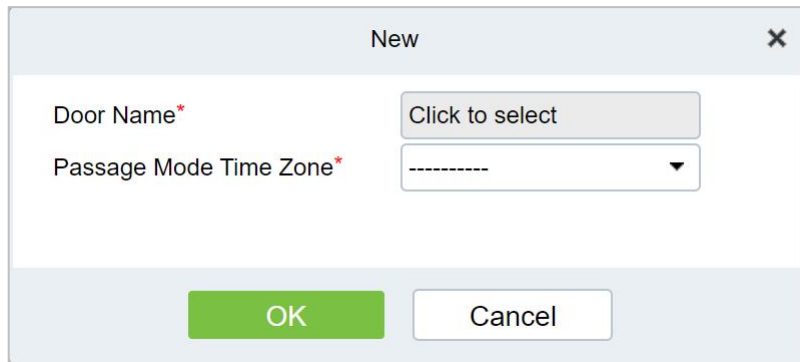 New
Door Name* Click to select
Passage Mode Time Zone* ----------
OK Cancel